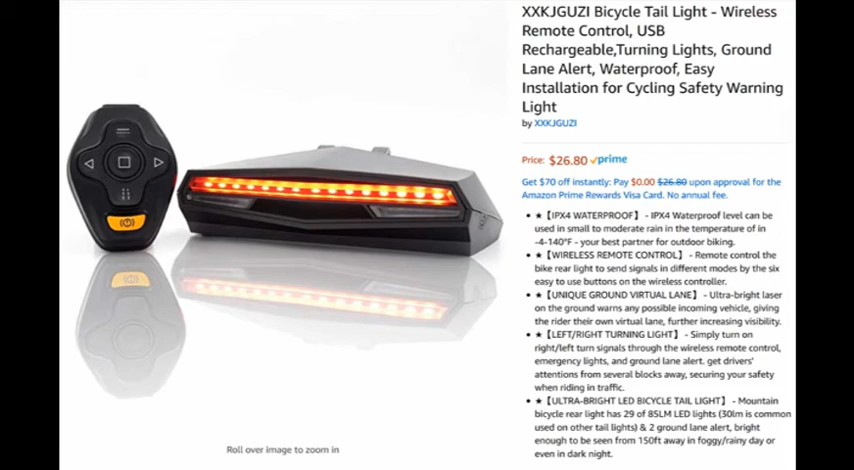 XXKJGUZI Bicycle Tail Light - Wireless
Remote Control, USB
Rechargeable,Turning Lights, Ground
Lane Alert, Waterproof, Easy
Installation for Cycling Safety Warning
Light
by XXKJGUZI
Price: $26.80 prime
Get $70 off instantly: Pay $0.00 $26.80 upon approval for the
Amazon Prime Rewards Visa Card. No annual fee.
• ★【IPX4 WATERPROOF】 - IPX4 Waterproof level can be
used in small to moderate rain in the temperature of in
-4-140°F - your best partner for outdoor biking.
• ★【WIRELESS REMOTE CONTROL】 - Remote control the
bike rear light to send signals in different modes by the six
easy to use buttons on the wireless controller.
• ★【UNIQUE GROUND VIRTUAL LANE】 - Ultra-bright laser
on the ground warns any possible incoming vehicle, giving
the rider their own virtual lane, further increasing visibility.
• ★【LEFT/RIGHT TURNING LIGHT】 - Simply turn on
right/left turn signals through the wireless remote control,
emergency lights, and ground lane alert. get drivers'
attentions from several blocks away, securing your safety
when riding in traffic.
• ★【ULTRA-BRIGHT LED BICYCLE TAIL LIGHT】 - Mountain
bicycle rear light has 29 of 85LM LED lights (30lm is common
used on other tail lights) & 2 ground lane alert, bright
enough to be seen from 150ft away in foggy/rainy day or
even in dark night.
Roll over image to zoom in